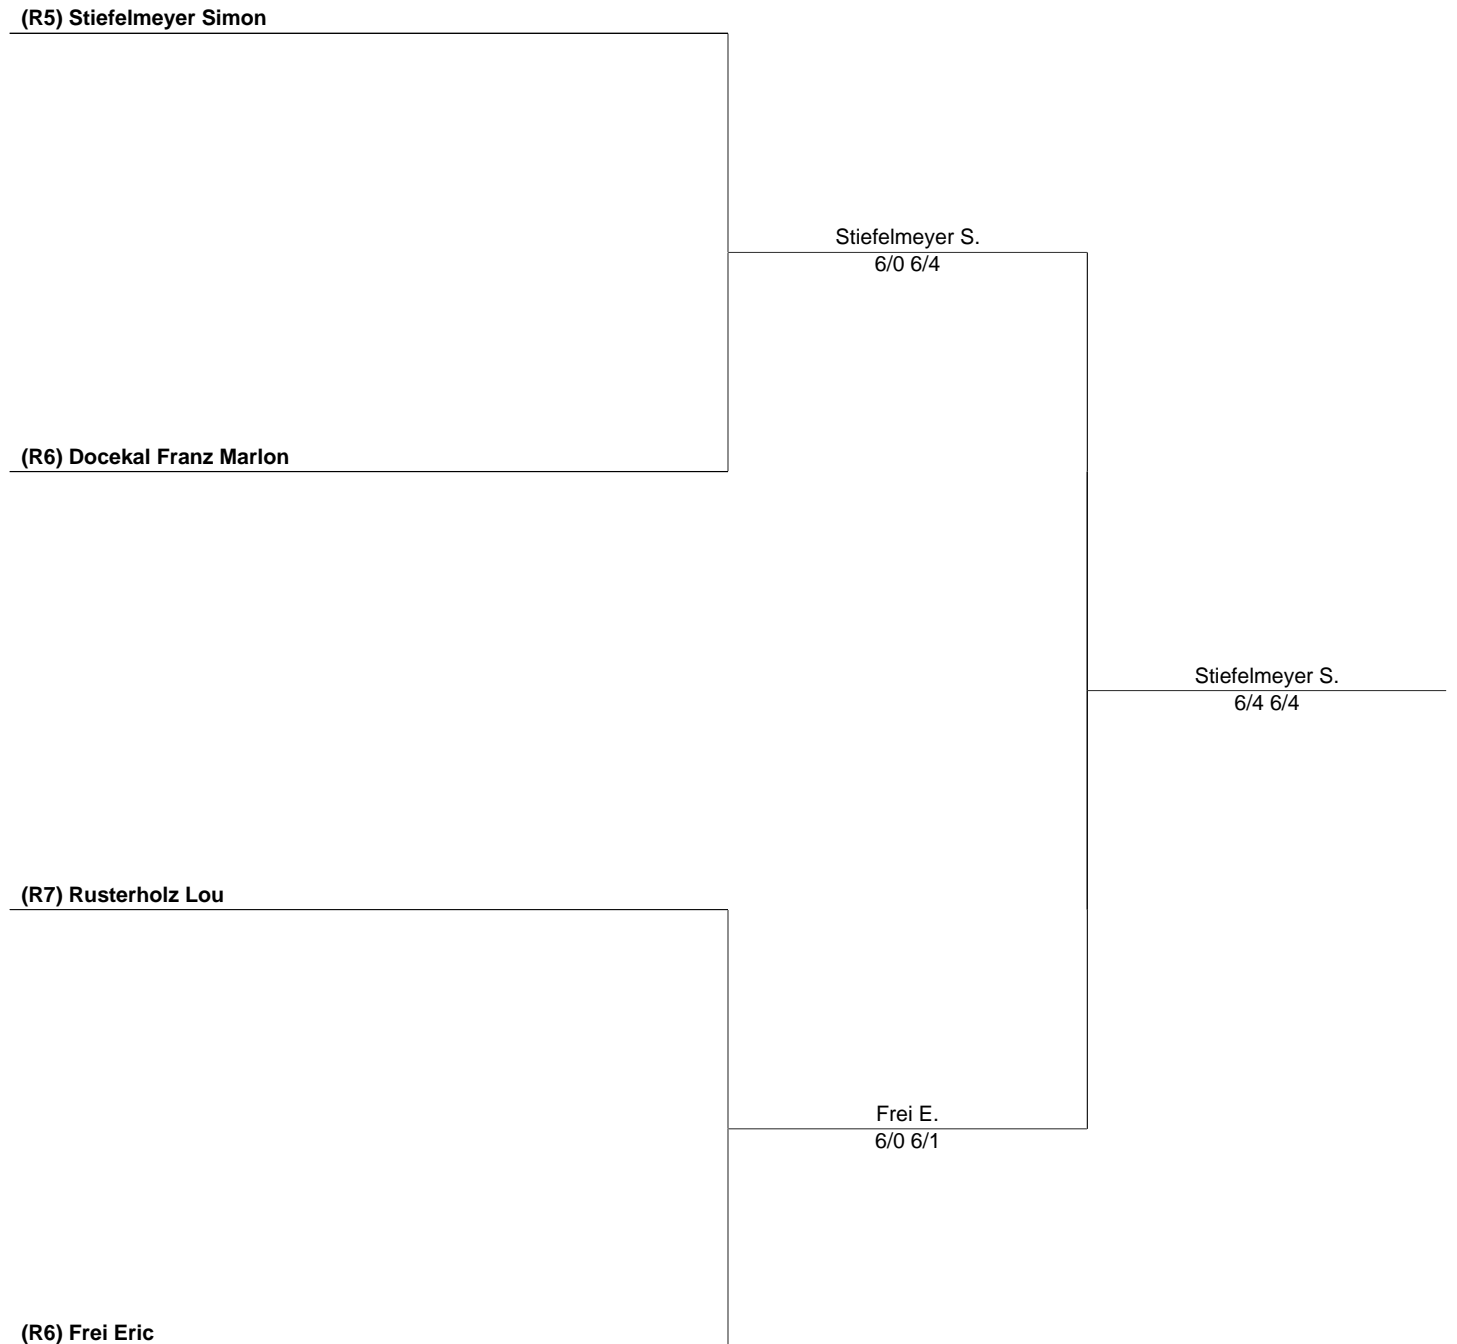 (R5) Stiefelmeyer Simon
Stiefelmeyer S.
6/0 6/4
(R6) Docekal Franz Marlon
Stiefelmeyer S.
6/4 6/4
(R7) Rusterholz Lou
Frei E.
6/0 6/1
(R6) Frei Eric